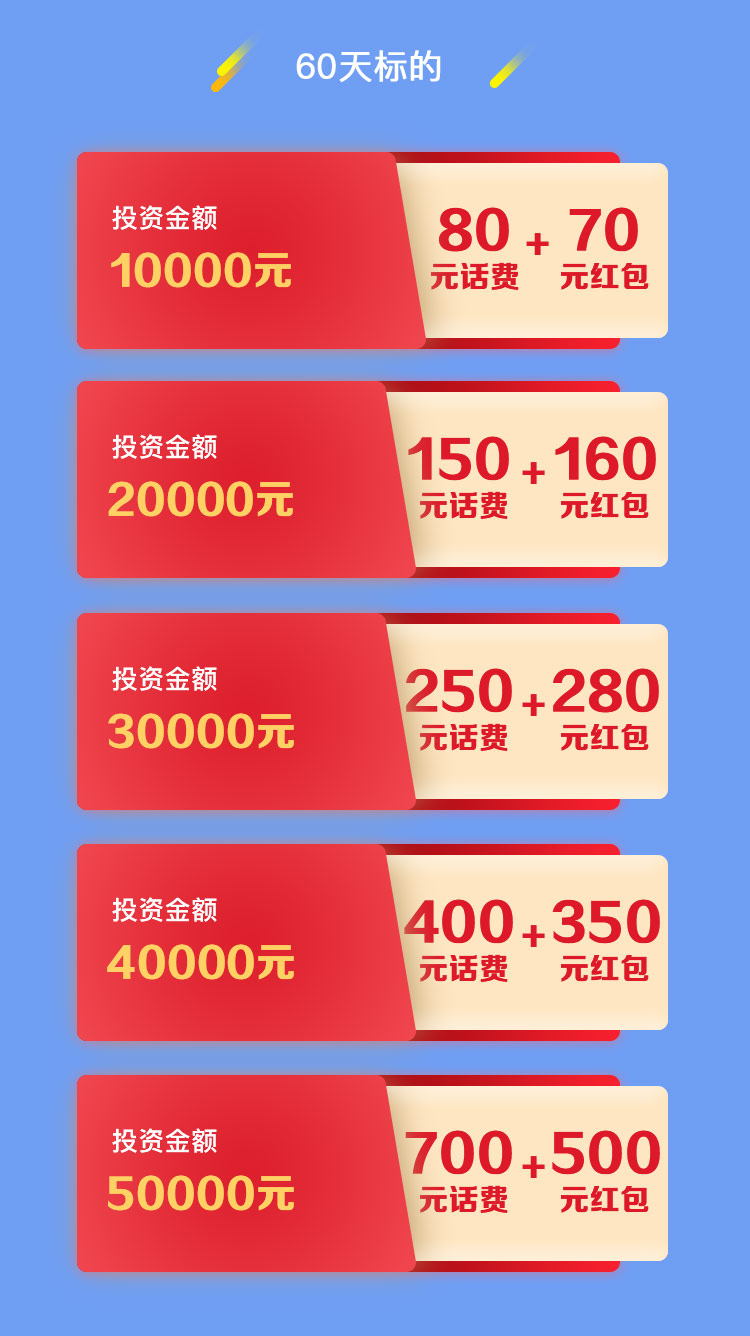 60天标的
投资金额
10000元
80 + 70
元话费 元红包
投资金额
20000元
150 + 160
元话费 元红包
投资金额
30000元
250 + 280
元话费 元红包
投资金额
40000元
400 + 350
元话费 元红包
投资金额
50000元
700 + 500
元话费 元红包